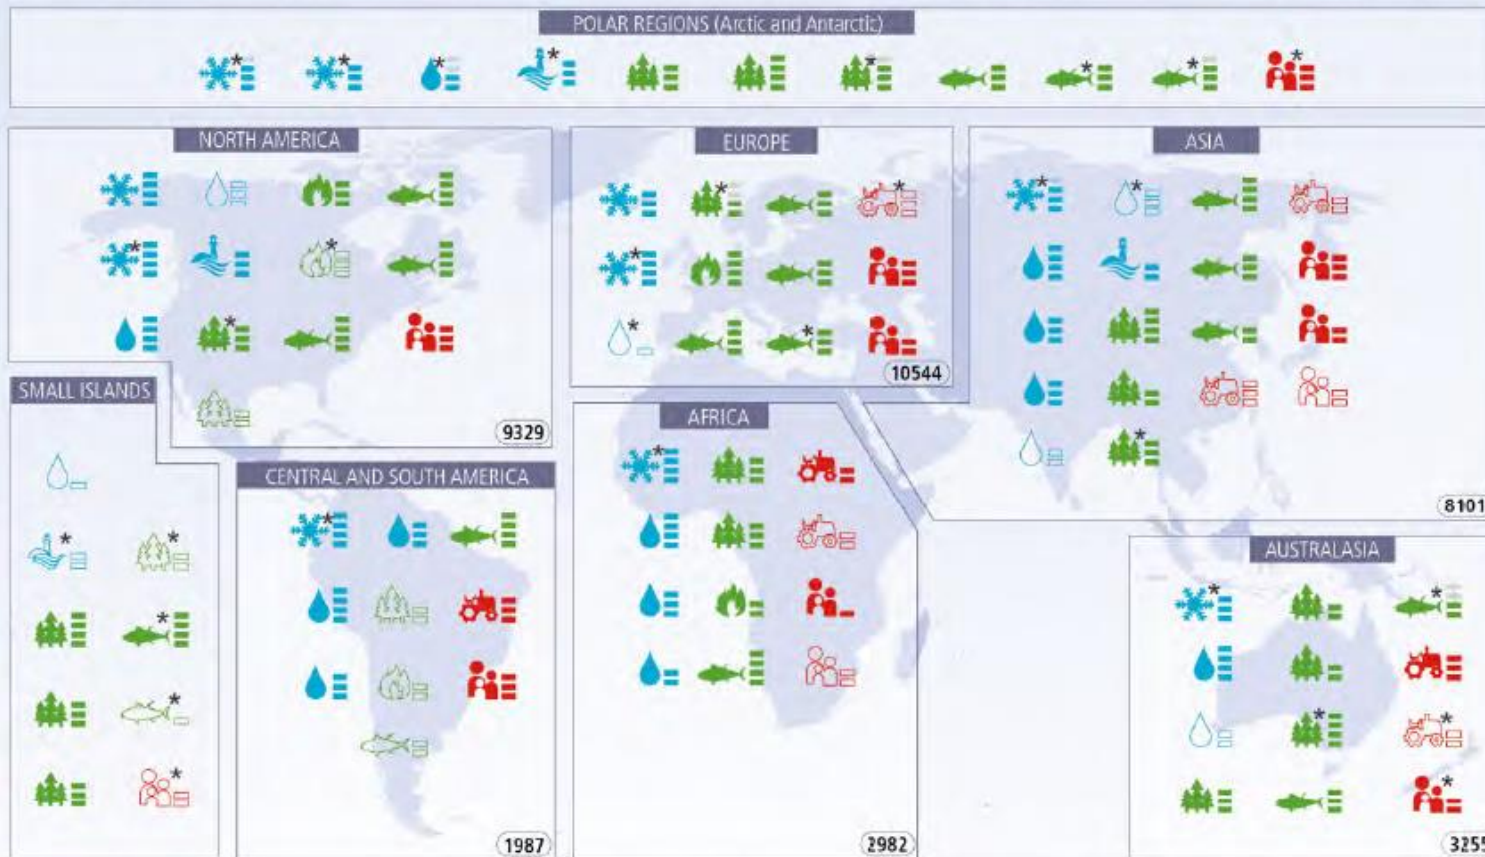 POLAR REGIONS (Arctic and Antarctic)
NORTH AMERICA
EUROPE
ASIA
10544
SMALL ISLANDS
9329
AFRICA
CENTRAL AND SOUTH AMERICA
8101
AUSTRALASIA
1987
2982
3255